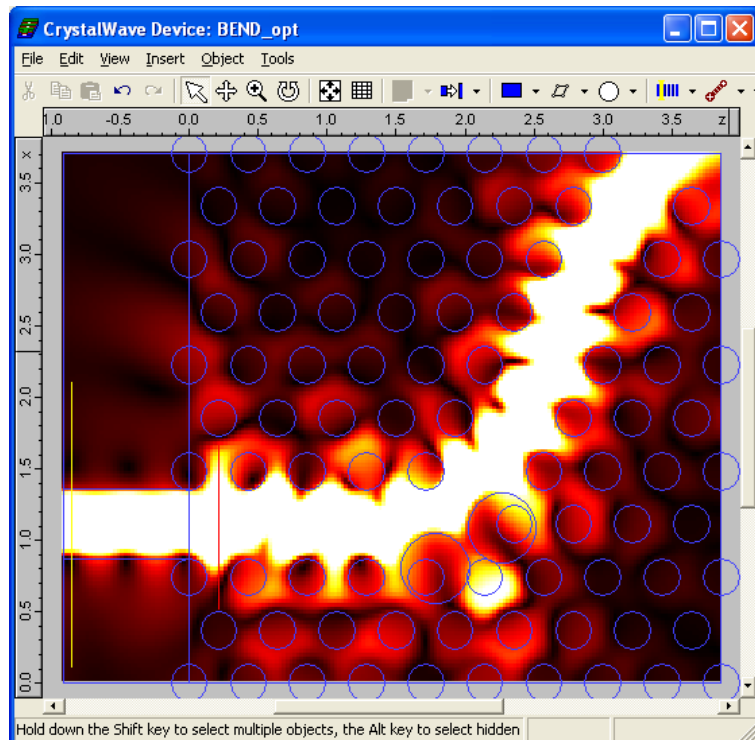 CrystalWave Device: BEND_opt
File Edit View Insert Object Tools
1.0 -0.5 0.0 0.5 1.0 1.5 2.0 2.5 3.0 3.5 z
x
3.5
3.0
2.5
2.0
1.5
1.0
0.5
0.0
Hold down the Shift key to select multiple objects, the Alt key to select hidden